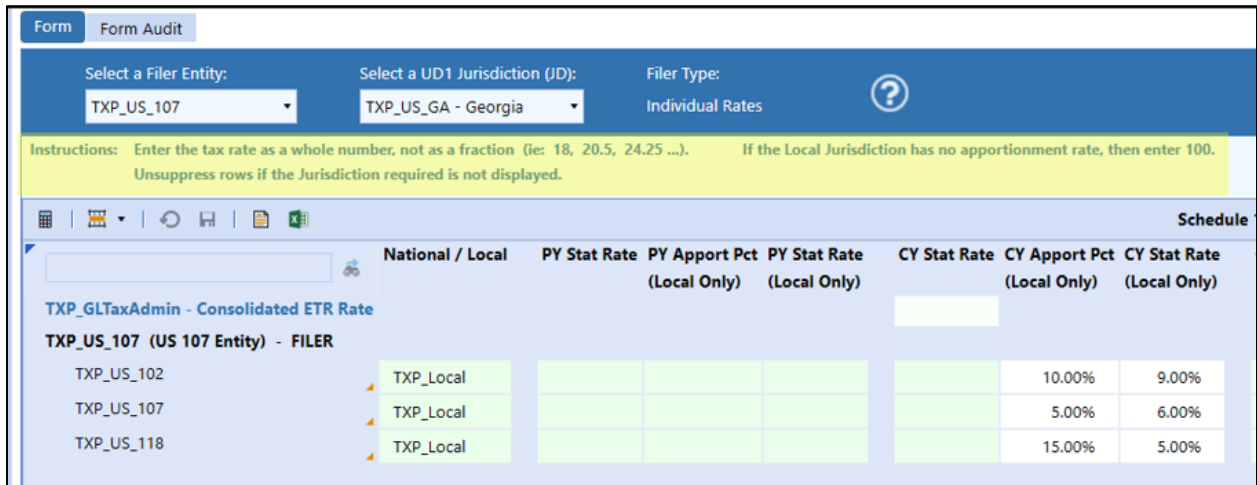 Form Form Audit
Select a Filer Entity: Select a UD1 Jurisdiction (JD): Filer Type:
TXP_US_107 TXP_US_GA - Georgia Individual Rates
Instructions: Enter the tax rate as a whole number, not as a fraction (ie: 18, 20.5, 24.25 ...). If the Local Jurisdiction has no apportionment rate, then enter 100.
Unsuppress rows if the Jurisdiction required is not displayed.
Schedule
National / Local PY Stat Rate PY Apport Pct PY Stat Rate CY Stat Rate CY Apport Pct CY Stat Rate
(Local Only) (Local Only) (Local Only) (Local Only)
TXP_GLTaxAdmin - Consolidated ETR Rate
TXP_US_107 (US 107 Entity) - FILER
TXP_US_102 TXP_Local 10.00% 9.00%
TXP_US_107 TXP_Local 5.00% 6.00%
TXP_US_118 TXP_Local 15.00% 5.00%